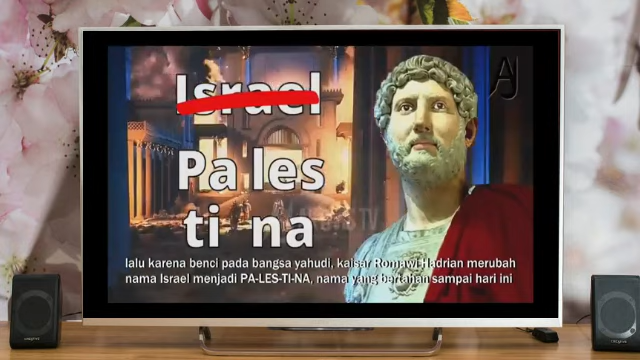 AJ
Israel
Pa les
ti na
lalu karena benci pada bangsa yahudi, kaisar Romawi Hadrian merubah
nama Israel menjadi PA-LES-TI-NA, nama yang bertahan sampai hari ini